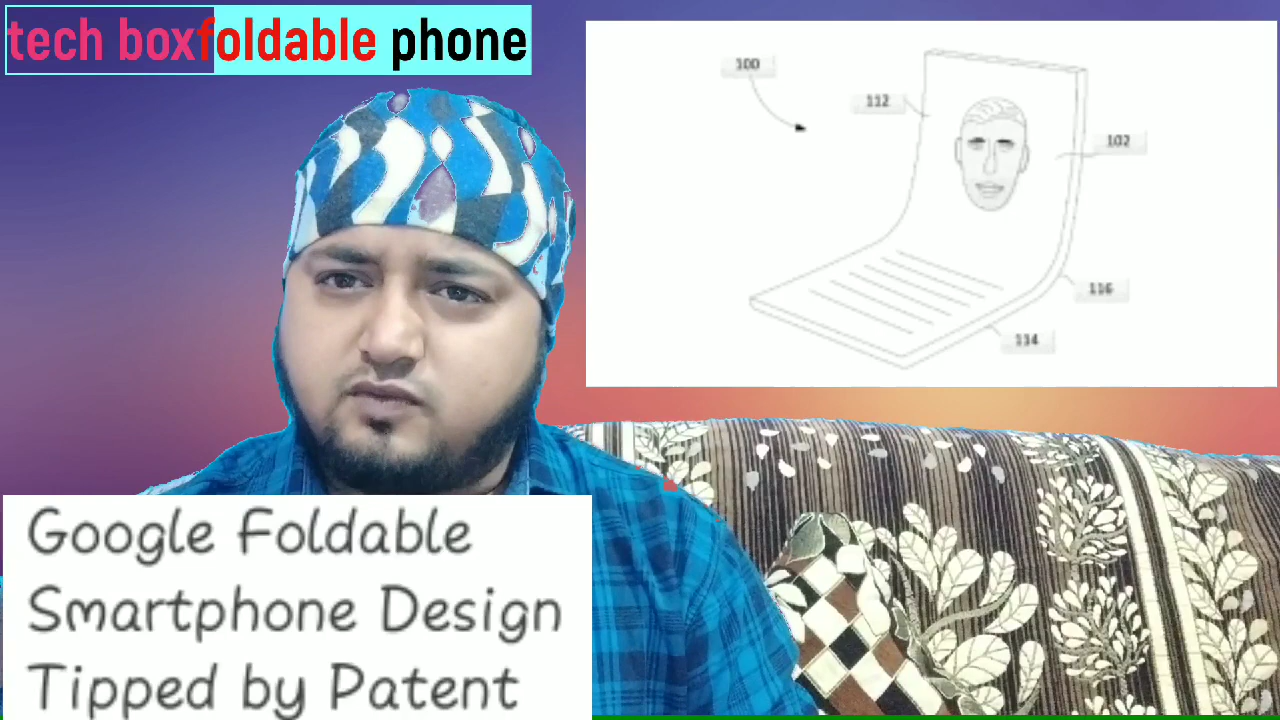 tech boxfoldable phone
100
112
102
116
114
Google Foldable
Smartphone Design
Tipped by Patent